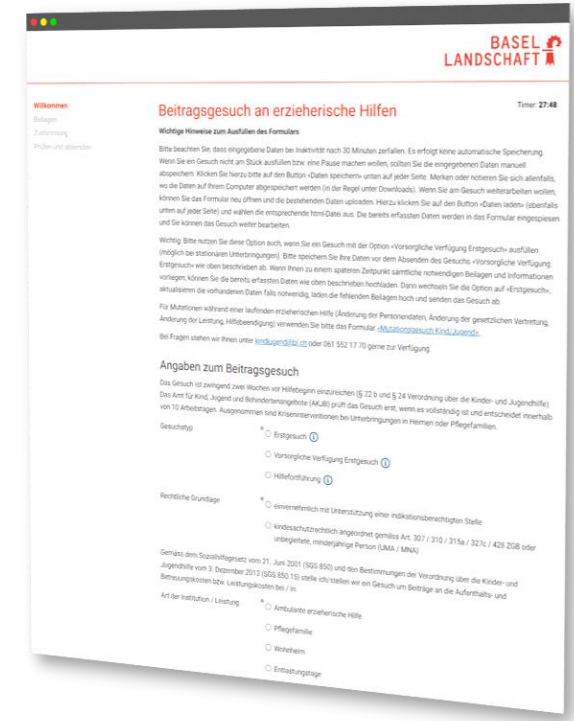 BASEL
LANDSCHAFT
Willkommen
Beilagen
Zustimmung
Prüfen und absenden
Beitragsgesuch an erzieherische Hilfen
Timer: 27:48
Wichtige Hinweise zum Ausfüllen des Formulars
Bitte beachten Sie, dass eingegebene Daten bei Inaktivität nach 30 Minuten zerfallen. Es erfolgt keine automatische Speicherung.
Wenn Sie ein Gesuch nicht am Stück ausfüllen bzw. eine Pause machen wollen, sollten Sie die eingegebenen Daten manuell
abspeichern. Klicken Sie hierzu bitte auf den Button «Daten speichern» unten auf jeder Seite. Merken oder notieren Sie sich allenfalls,
wo die Daten auf Ihrem Computer abgespeichert werden (in der Regel unter Downloads). Wenn Sie am Gesuch weiterarbeiten wollen,
können Sie das Formular neu öffnen und die bestehenden Daten uploaden. Hierzu klicken Sie auf den Button «Daten laden» (ebenfalls
unten auf jeder Seite) und wählen die entsprechende html-Datei aus. Die bereits erfassten Daten werden in das Formular eingespiesen
und Sie können das Gesuch weiter bearbeiten.
Wichtig: Bitte nutzen Sie diese Option auch, wenn Sie ein Gesuch mit der Option «Vorsorgliche Verfügung Erstgesuch» ausfüllen
(möglich bei stationären Unterbringungen). Bitte speichern Sie Ihre Daten vor dem Absenden des Gesuchs «Vorsorgliche Verfügung
Erstgesuch» wie oben beschrieben ab. Wenn Ihnen zu einem späteren Zeitpunkt sämtliche notwendigen Beilagen und Informationen
vorliegen, können Sie die bereits erfassten Daten wie oben beschrieben hochladen. Dann wechseln Sie die Option auf «Erstgesuch»,
aktualisieren die vorhandenen Daten falls notwendig, laden die fehlenden Beilagen hoch und senden das Gesuch ab.
Für Mutationen während einer laufenden erzieherischen Hilfe (Änderung der Personendaten, Änderung der gesetzlichen Vertretung,
Änderung der Leistung, Hilfebeendigung) verwenden Sie bitte das Formular «Mutationsgesuch Kind/Jugend».
Bei Fragen stehen wir Ihnen unter kindjugend@bl.ch oder 061 552 17 70 gerne zur Verfügung
Angaben zum Beitragsgesuch
Das Gesuch ist zwingend zwei Wochen vor Hilfebeginn einzureichen (§ 22 b und § 24 Verordnung über die Kinder- und Jugendhilfe).
Das Amt für Kind, Jugend und Behindertenangebote (AKJB) prüft das Gesuch erst, wenn es vollständig ist und entscheidet innerhalb
von 10 Arbeitstagen. Ausgenommen sind Kriseninterventionen bei Unterbringungen in Heimen oder Pflegefamilien.
Gesuchstyp
* Erstgesuch
Vorsorgliche Verfügung Erstgesuch
Hilfefortführung
Rechtliche Grundlage
* einvernehmlich mit Unterstützung einer indikationsberechtigten Stelle
kindesschutzrechtlich angeordnet gemäss Art. 307 / 310 / 315a / 327c / 428 ZGB oder
unbegleitete, minderjährige Person (UMA / MNA)
Gemäss dem Sozialhilfegesetz vom 21. Juni 2001 (SGS 850) und den Bestimmungen der Verordnung über die Kinder- und
Jugendhilfe vom 3. Dezember 2013 (SGS 850.15) stelle ich/stellen wir ein Gesuch um Beiträge an die Aufenthalts- und
Betreuungskosten bzw. Leistungskosten bei / in:
Art der Institution / Leistung
* Ambulante erzieherische Hilfe
Pflegefamilie
Wohnheim
Entlastungstage